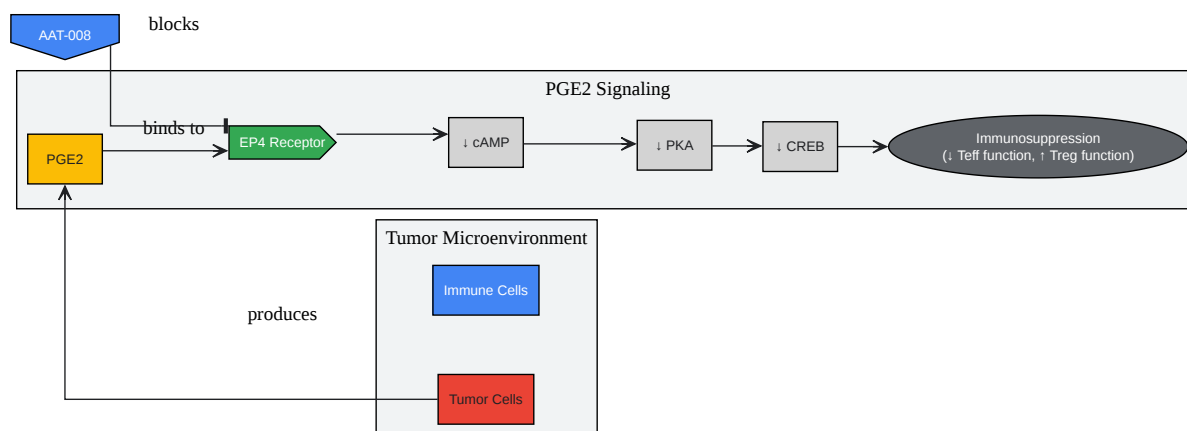 AAT-008
blocks
PGE2 Signaling
binds to
PGE2
EP4 Receptor
↓ cAMP
↓ PKA
↓ CREB
Immunosuppression
(↓ Teff function, ↑ Treg function)
Tumor Microenvironment
Immune Cells
produces
Tumor Cells